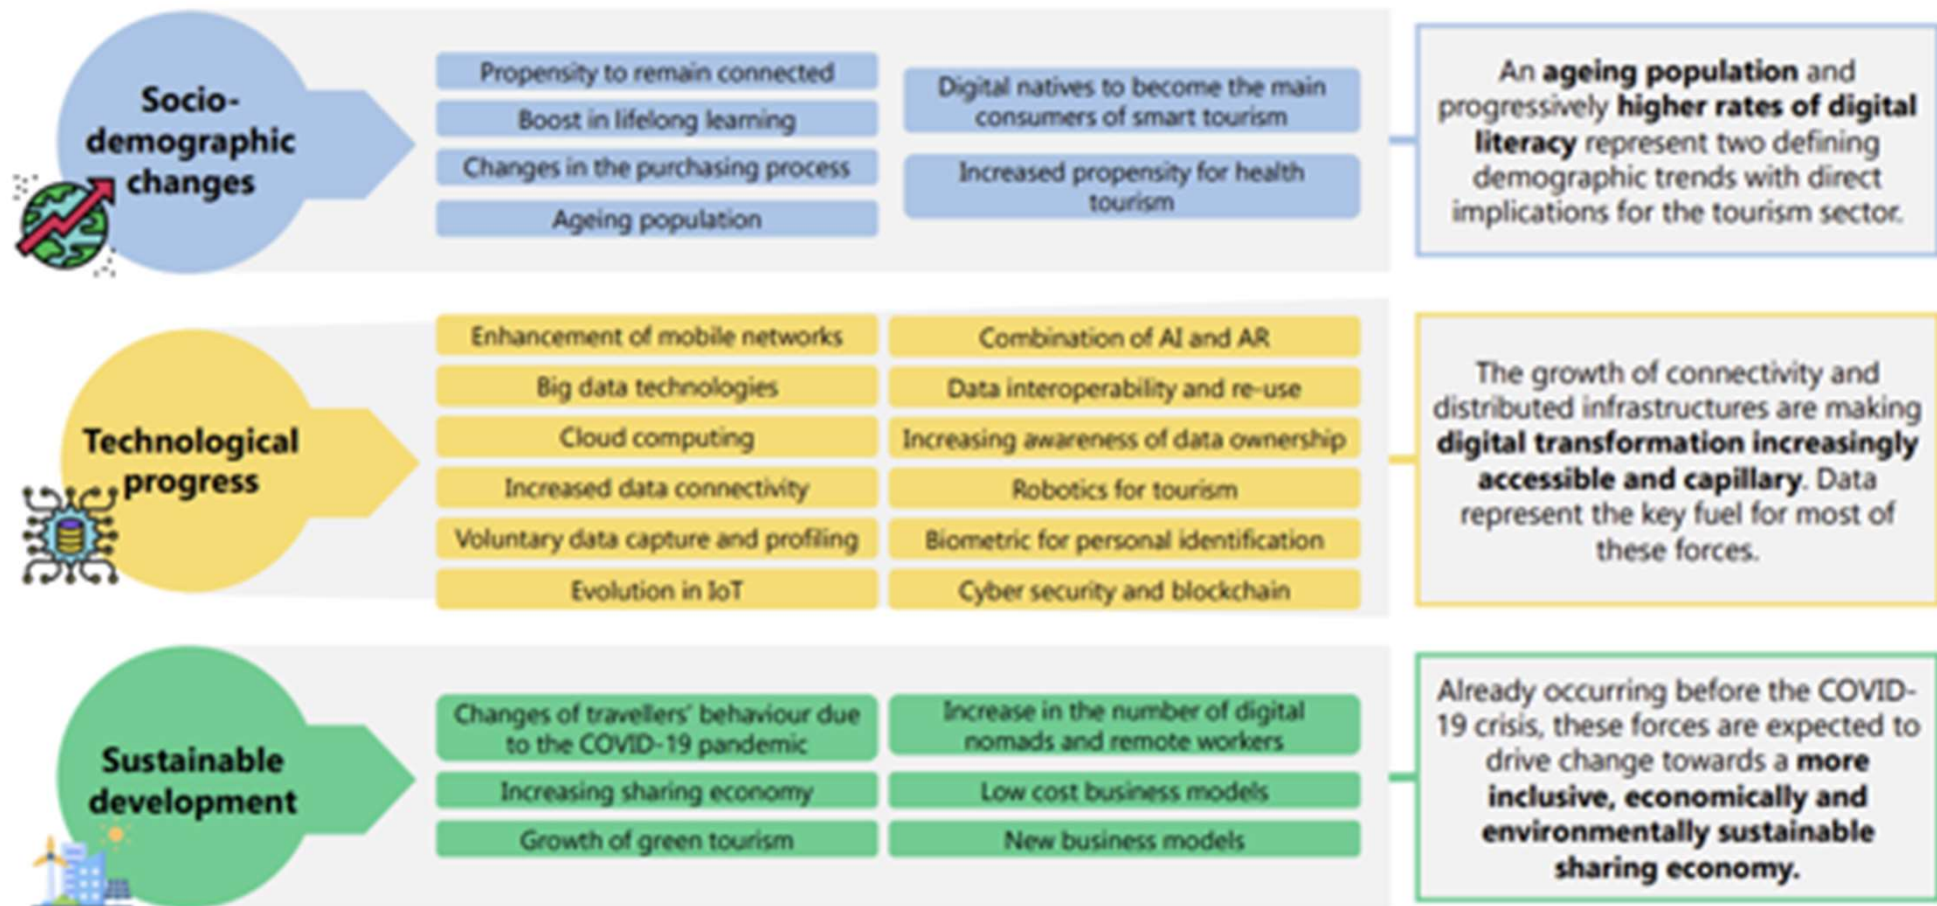 Socio-
demographic
changes
Propensity to remain connected
Boost in lifelong learning
Changes in the purchasing process
Ageing population
Digital natives to become the main
consumers of smart tourism
Increased propensity for health
tourism
An ageing population and
progressively higher rates of digital
literacy represent two defining
demographic trends with direct
implications for the tourism sector.
Technological
progress
Enhancement of mobile networks
Big data technologies
Cloud computing
Increased data connectivity
Voluntary data capture and profiling
Evolution in IoT
Combination of AI and AR
Data interoperability and re-use
Increasing awareness of data ownership
Robotics for tourism
Biometric for personal identification
Cyber security and blockchain
The growth of connectivity and
distributed infrastructures are making
digital transformation increasingly
accessible and capillary. Data
represent the key fuel for most of
these forces.
Sustainable
development
Changes of travellers' behaviour due
to the COVID-19 pandemic
Increasing sharing economy
Growth of green tourism
Increase in the number of digital
nomads and remote workers
Low cost business models
New business models
Already occurring before the COVID-
19 crisis, these forces are expected to
drive change towards a more
inclusive, economically and
environmentally sustainable
sharing economy.